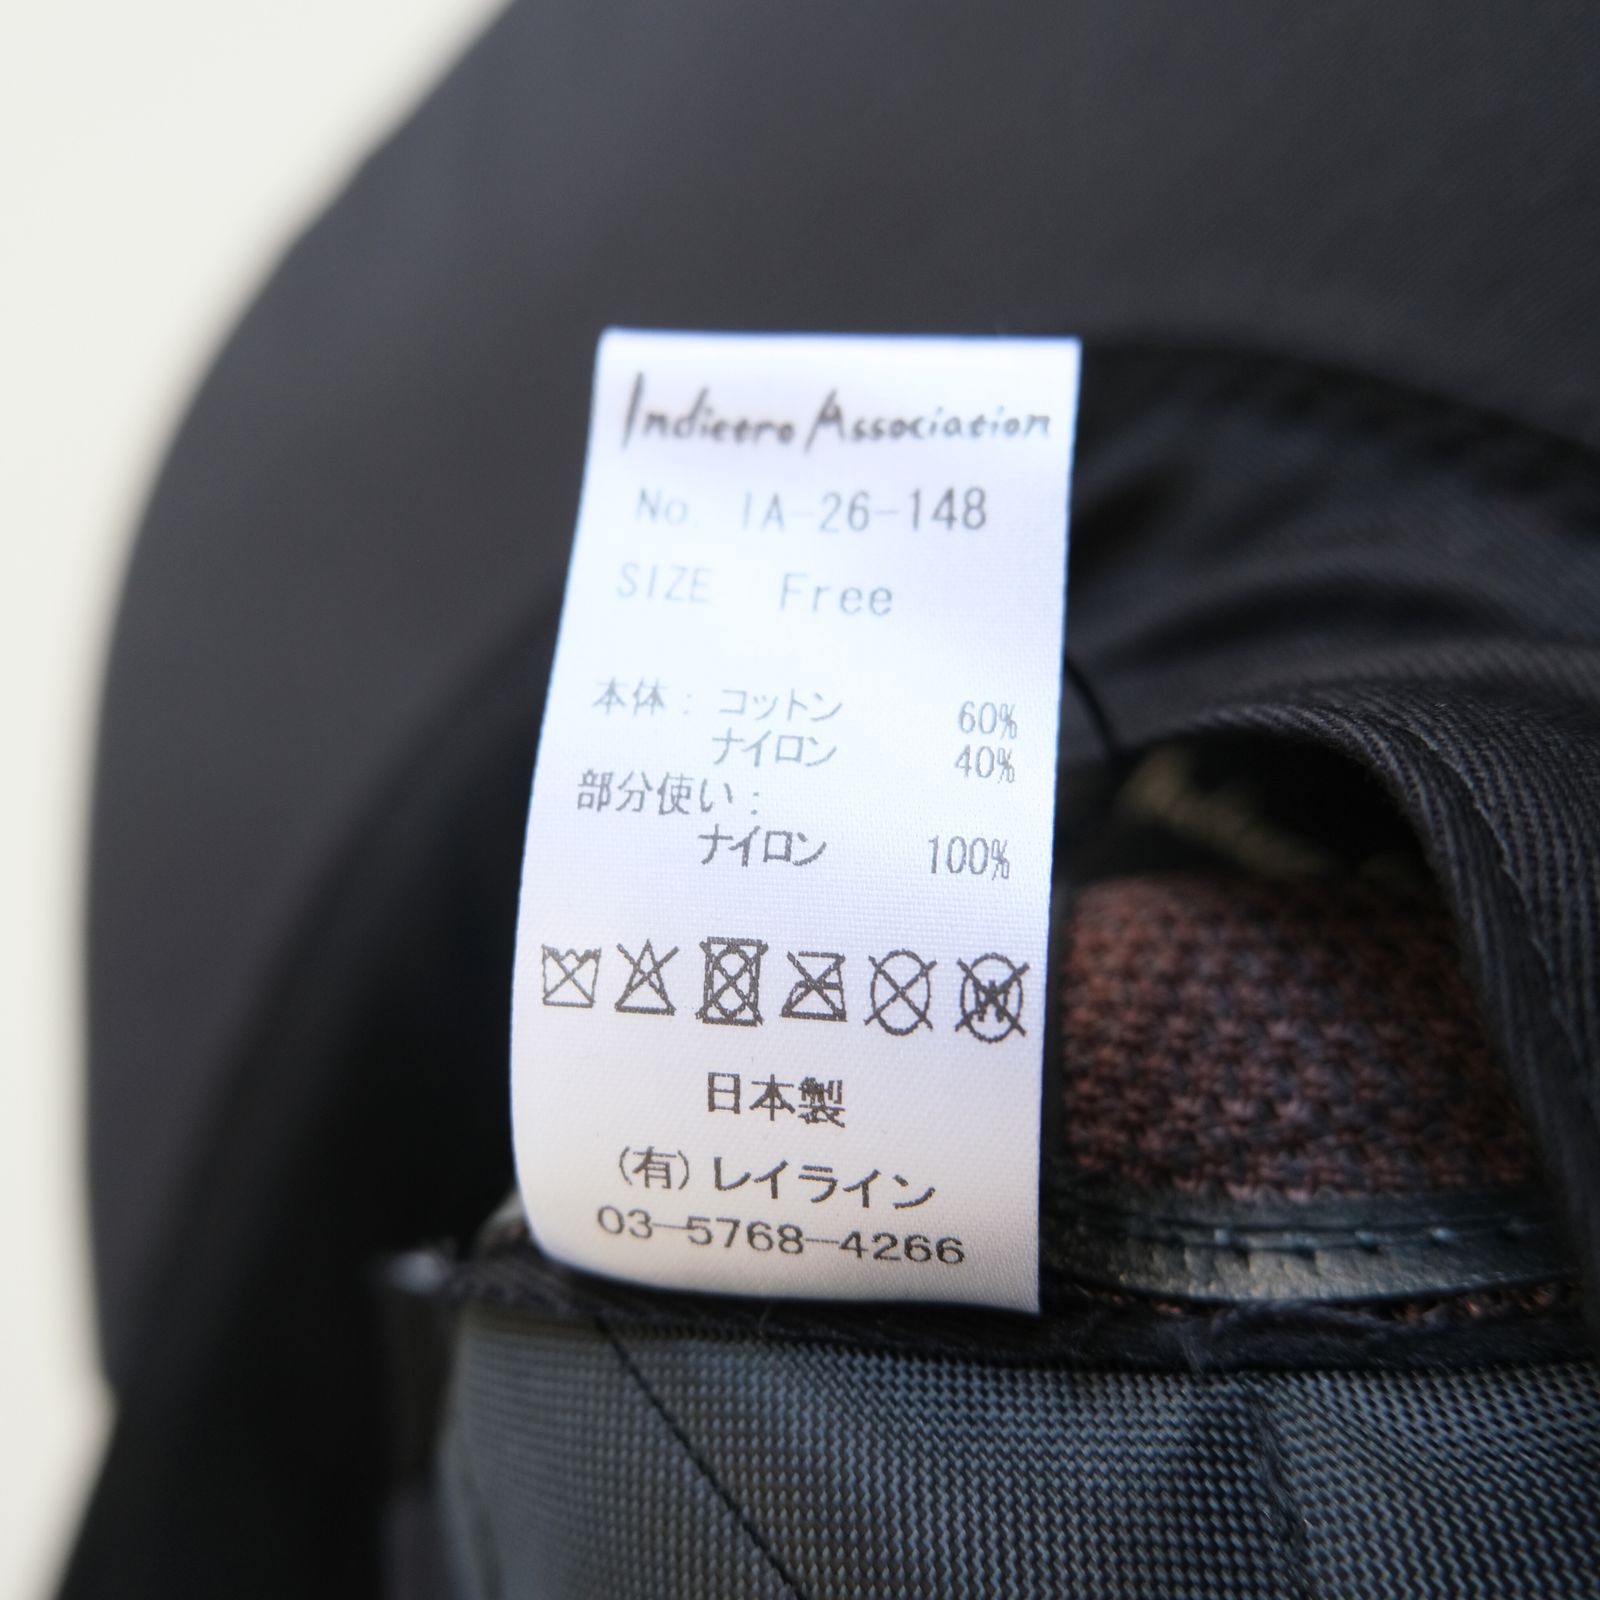 Indietro Association
No. IA-26-148
SIZE Free
本体: コットン 60%
ナイロン 40%
部分使い:
ナイロン 100%
W
日本製
(有)レイライン
03-5768-4266